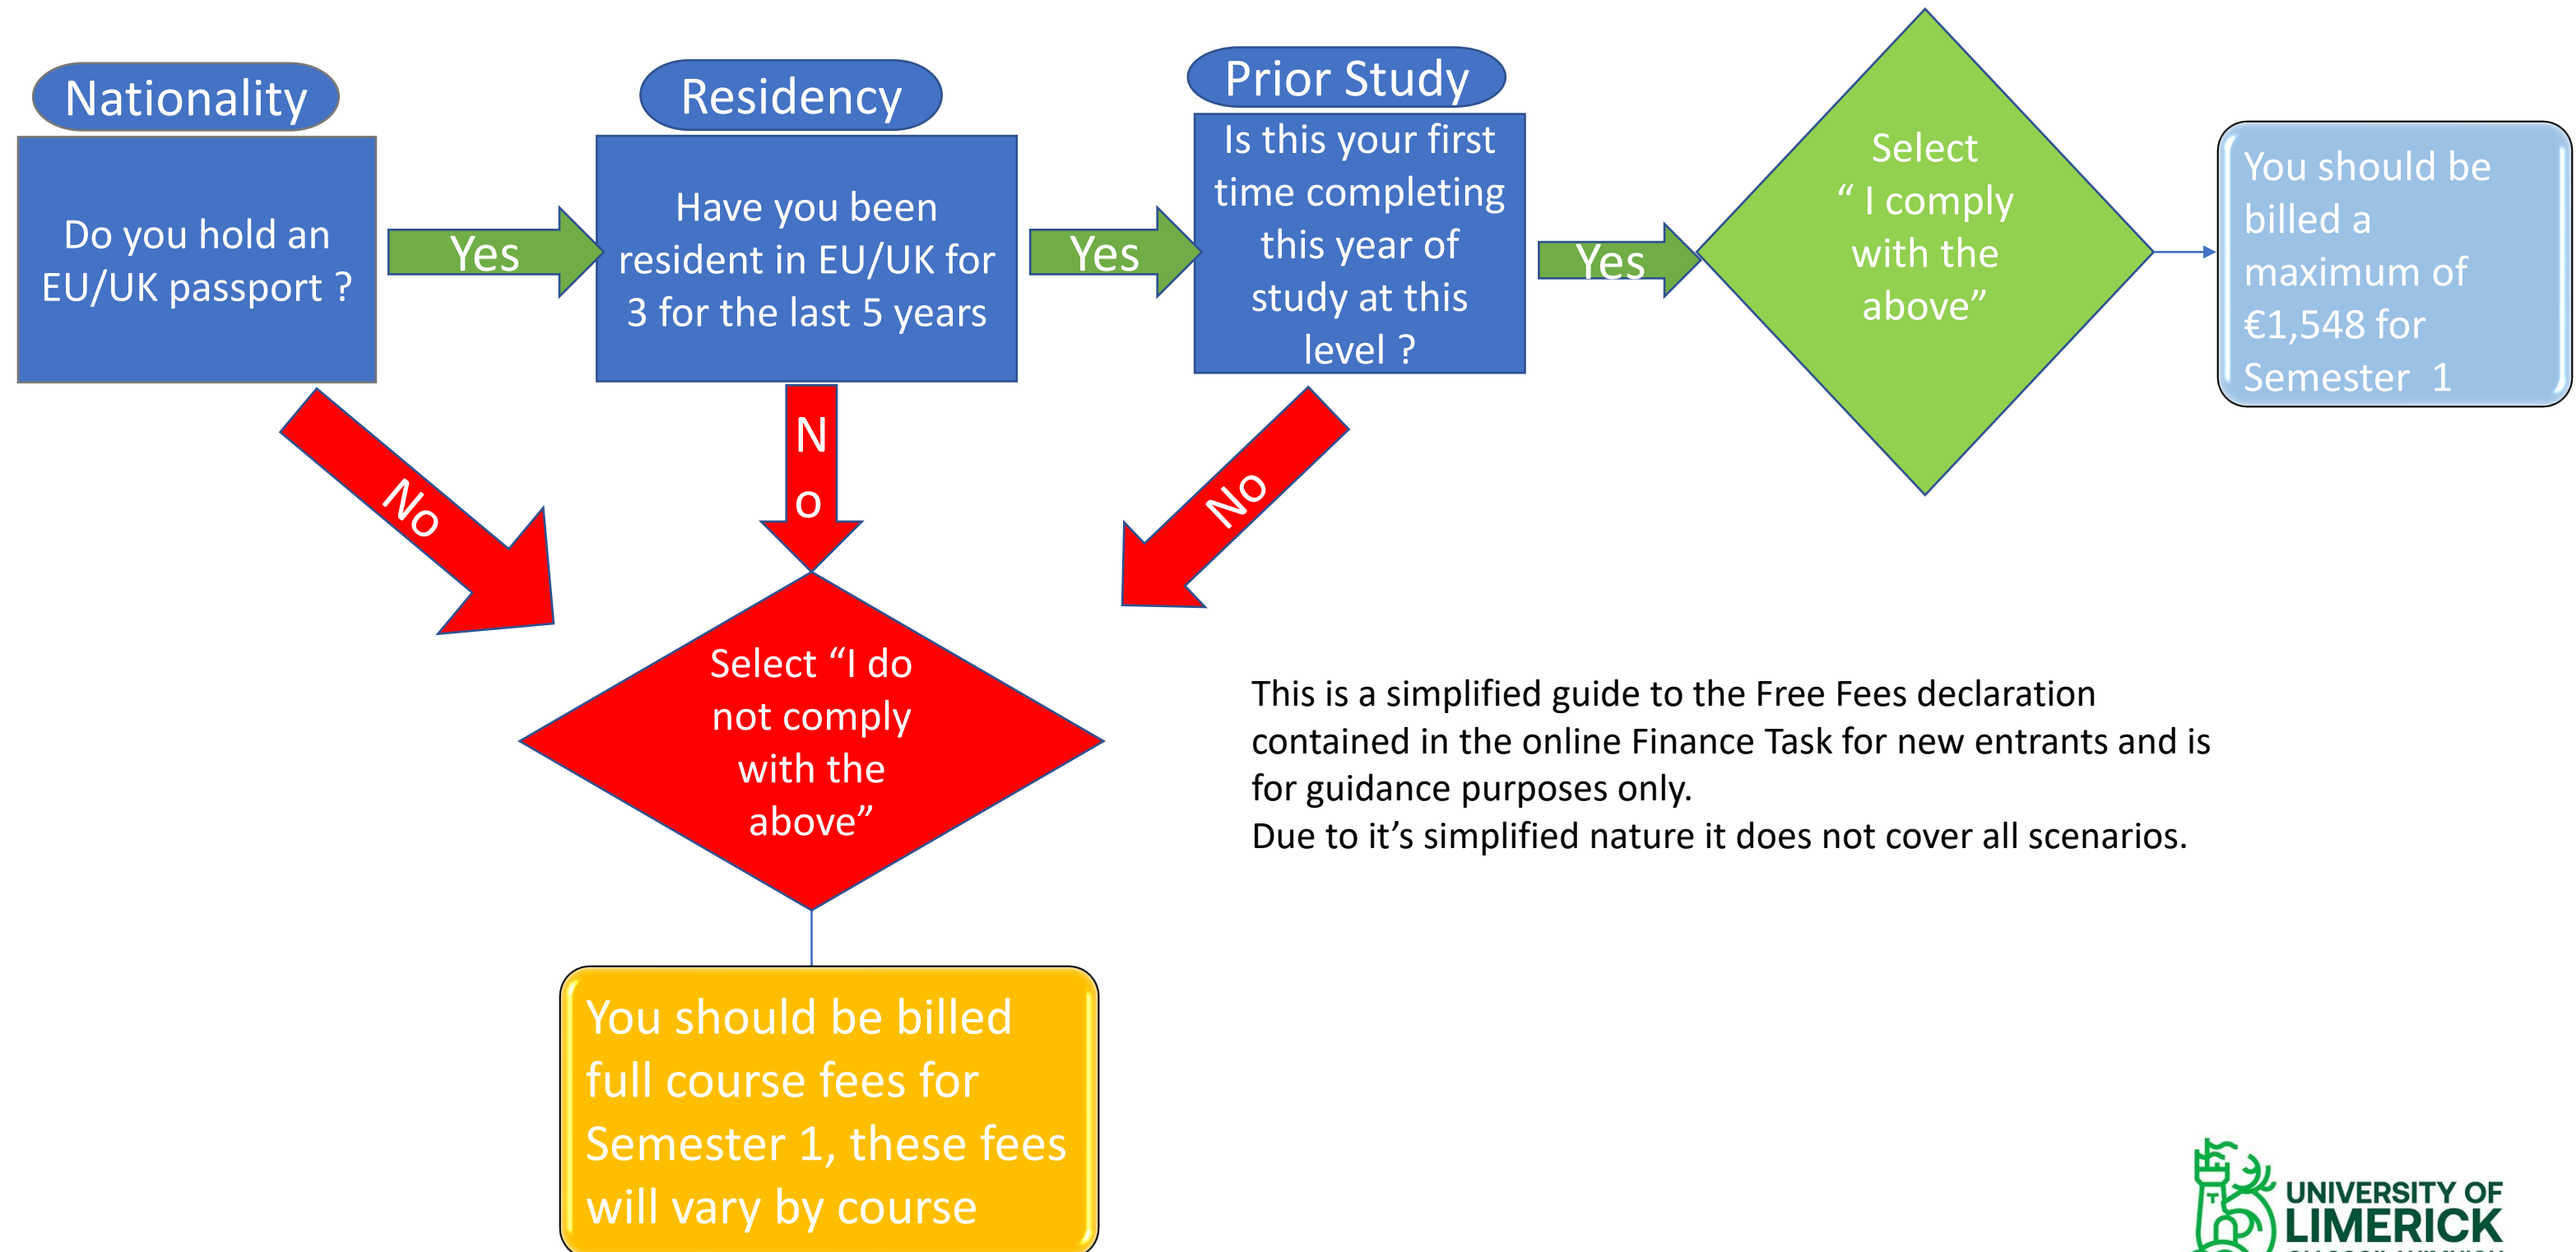 Nationality
Do you hold an
EU/UK passport ?
Yes
Residency
Have you been
resident in EU/UK for
3 for the last 5 years
Yes
Prior Study
Is this your first
time completing
this year of
study at this
level ?
Yes
Select
“ I comply
with the
above”
You should be
billed a
maximum of
€1,548 for
Semester 1
No
N
o
No
Select “I do
not comply
with the
above”
This is a simplified guide to the Free Fees declaration
contained in the online Finance Task for new entrants and is
for guidance purposes only.
Due to it’s simplified nature it does not cover all scenarios.
You should be billed
full course fees for
Semester 1, these fees
will vary by course
UNIVERSITY OF
LIMERICK